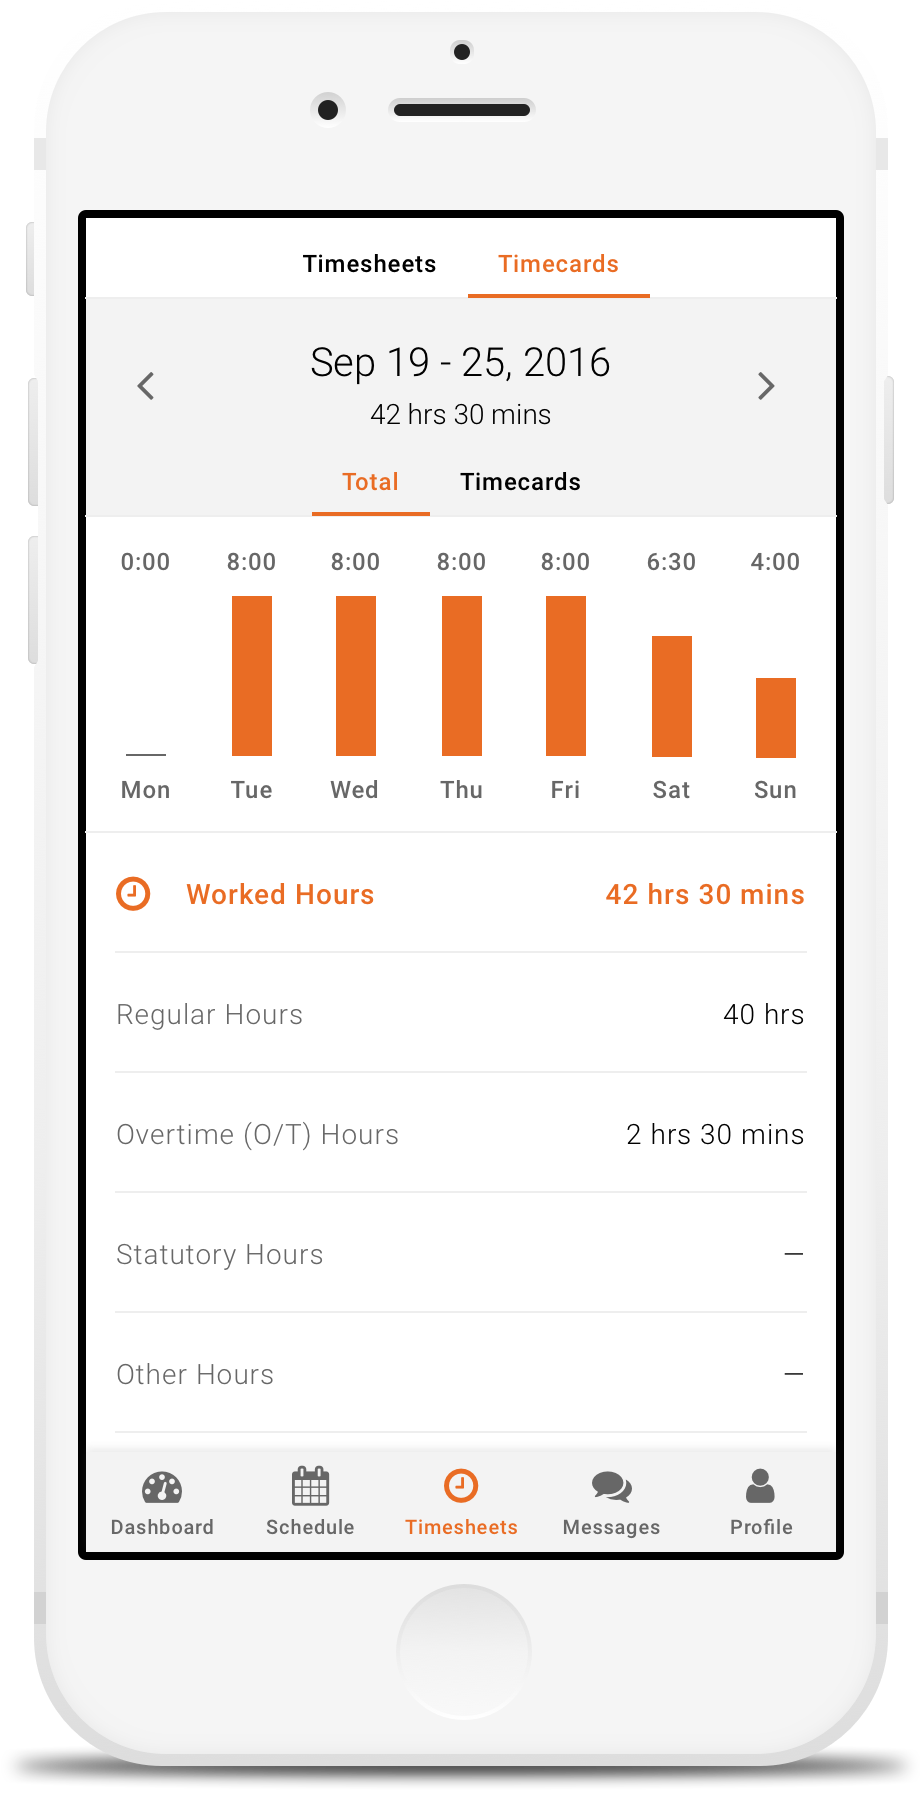 Timesheets Timecards
Sep 19 - 25, 2016
42 hrs 30 mins
Total Timecards
0:00 8:00 8:00 8:00 8:00 6:30 4:00
Mon Tue Wed Thu Fri Sat Sun
Worked Hours 42 hrs 30 mins
Regular Hours 40 hrs
Overtime (O/T) Hours 2 hrs 30 mins
Statutory Hours –
Other Hours –
Dashboard Schedule Timesheets Messages Profile